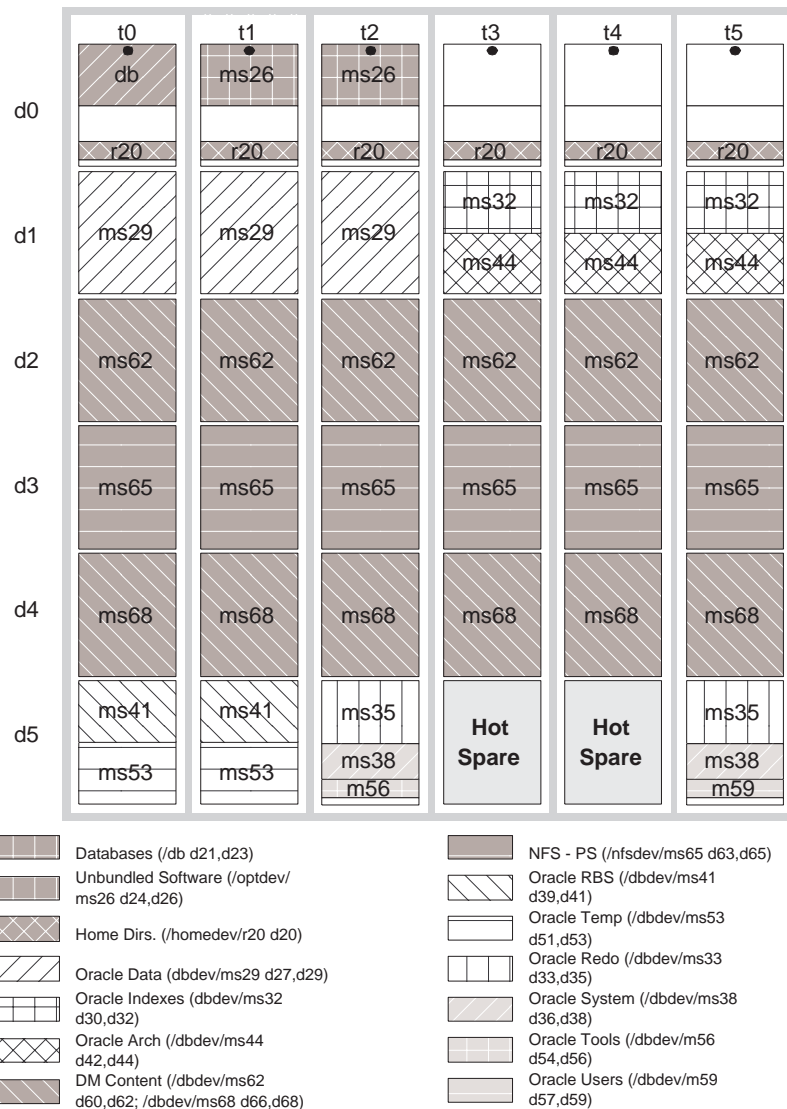 t0 t1 t2 t3 t4 t5
db ms26 ms26
d0
r20 r20 r20 r20 r20 r20
ms32 ms32 ms32
d1 ms29 ms29 ms29
ms44 ms44 ms44
d2 ms62 ms62 ms62 ms62 ms62 ms62
d3 ms65 ms65 ms65 ms65 ms65 ms65
d4 ms68 ms68 ms68 ms68 ms68 ms68
ms41 ms41 ms35 ms35
d5 Hot Hot
Spare Spare
ms38 ms38
ms53 ms53
m56 m59
Databases (/db d21,d23)
Unbundled Software (/optdev/
ms26 d24,d26)
Home Dirs. (/homedev/r20 d20)
Oracle Data (dbdev/ms29 d27,d29)
Oracle Indexes (dbdev/ms32
d30,d32)
Oracle Arch (/dbdev/ms44
d42,d44)
DM Content (/dbdev/ms62
d60,d62; /dbdev/ms68 d66,d68)
NFS - PS (/nfsdev/ms65 d63,d65)
Oracle RBS (/dbdev/ms41
d39,d41)
Oracle Temp (/dbdev/ms53
d51,d53)
Oracle Redo (/dbdev/ms33
d33,d35)
Oracle System (/dbdev/ms38
d36,d38)
Oracle Tools (/dbdev/m56
d54,d56)
Oracle Users (/dbdev/m59
d57,d59)